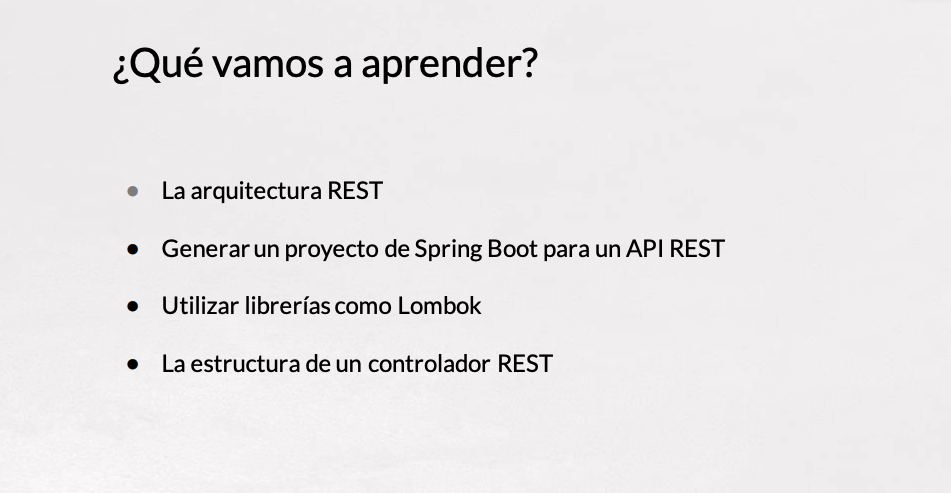 ¿Qué vamos a aprender?
● La arquitectura REST
● Generar un proyecto de Spring Boot para un API REST
● Utilizar librerías como Lombok
● La estructura de un controlador REST